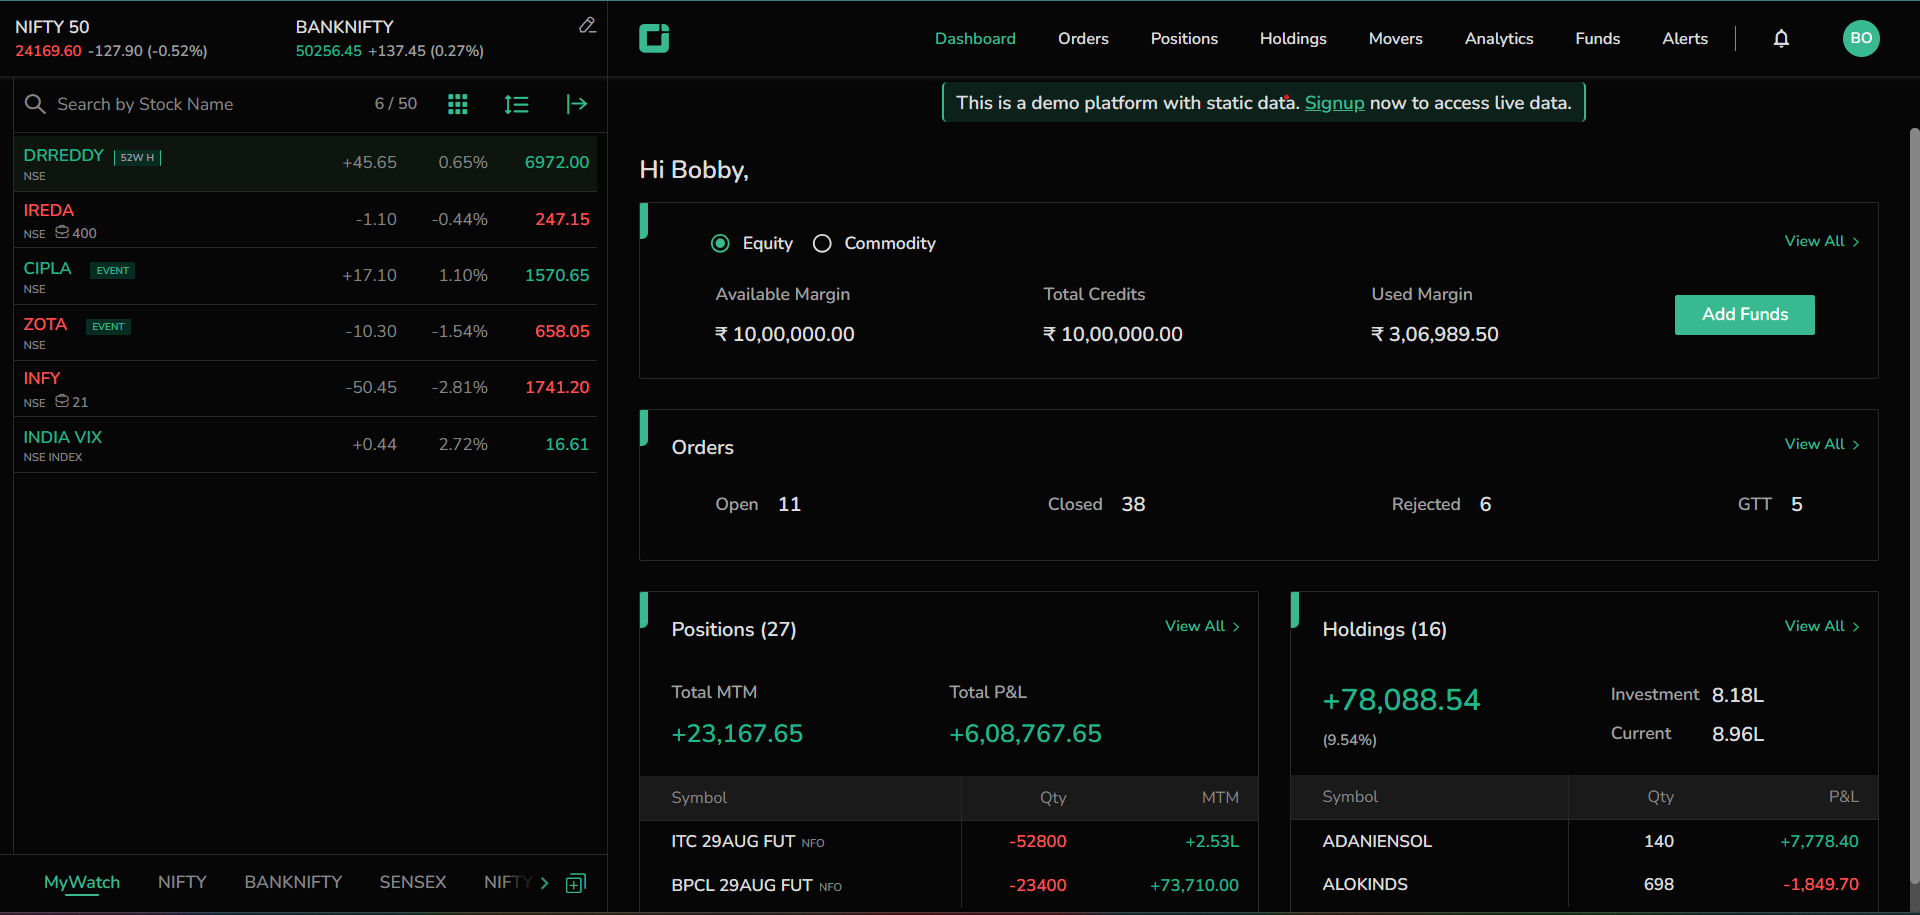 NIFTY 50
24169.60 -127.90 (-0.52%)
BANKNIFTY
50256.45 +137.45 (0.27%)
Dashboard Orders Positions Holdings Movers Analytics Funds Alerts
BO
Search by Stock Name 6 / 50
This is a demo platform with static data. Signup now to access live data.
DRREDDY 52W H +45.65 0.65% 6972.00
NSE
IREDA -1.10 -0.44% 247.15
NSE 400
CIPLA EVENT +17.10 1.10% 1570.65
NSE
ZOTA EVENT -10.30 -1.54% 658.05
NSE
INFY -50.45 -2.81% 1741.20
NSE 21
INDIA VIX +0.44 2.72% 16.61
NSE INDEX
MyWatch NIFTY BANKNIFTY SENSEX NIFTY
Hi Bobby,
Equity Commodity View All
Available Margin Total Credits Used Margin
₹ 10,00,000.00 ₹ 10,00,000.00 ₹ 3,06,989.50
Add Funds
Orders View All
Open 11 Closed 38 Rejected 6 GTT 5
Positions (27) View All
Total MTM Total P&L
+23,167.65 +6,08,767.65
Symbol Qty MTM
ITC 29AUG FUT NFO -52800 +2.53L
BPCL 29AUG FUT NFO -23400 +73,710.00
Holdings (16) View All
+78,088.54
(9.54%)
Investment 8.18L
Current 8.96L
Symbol Qty P&L
ADANIENSOL 140 +7,778.40
ALOKINDS 698 -1,849.70